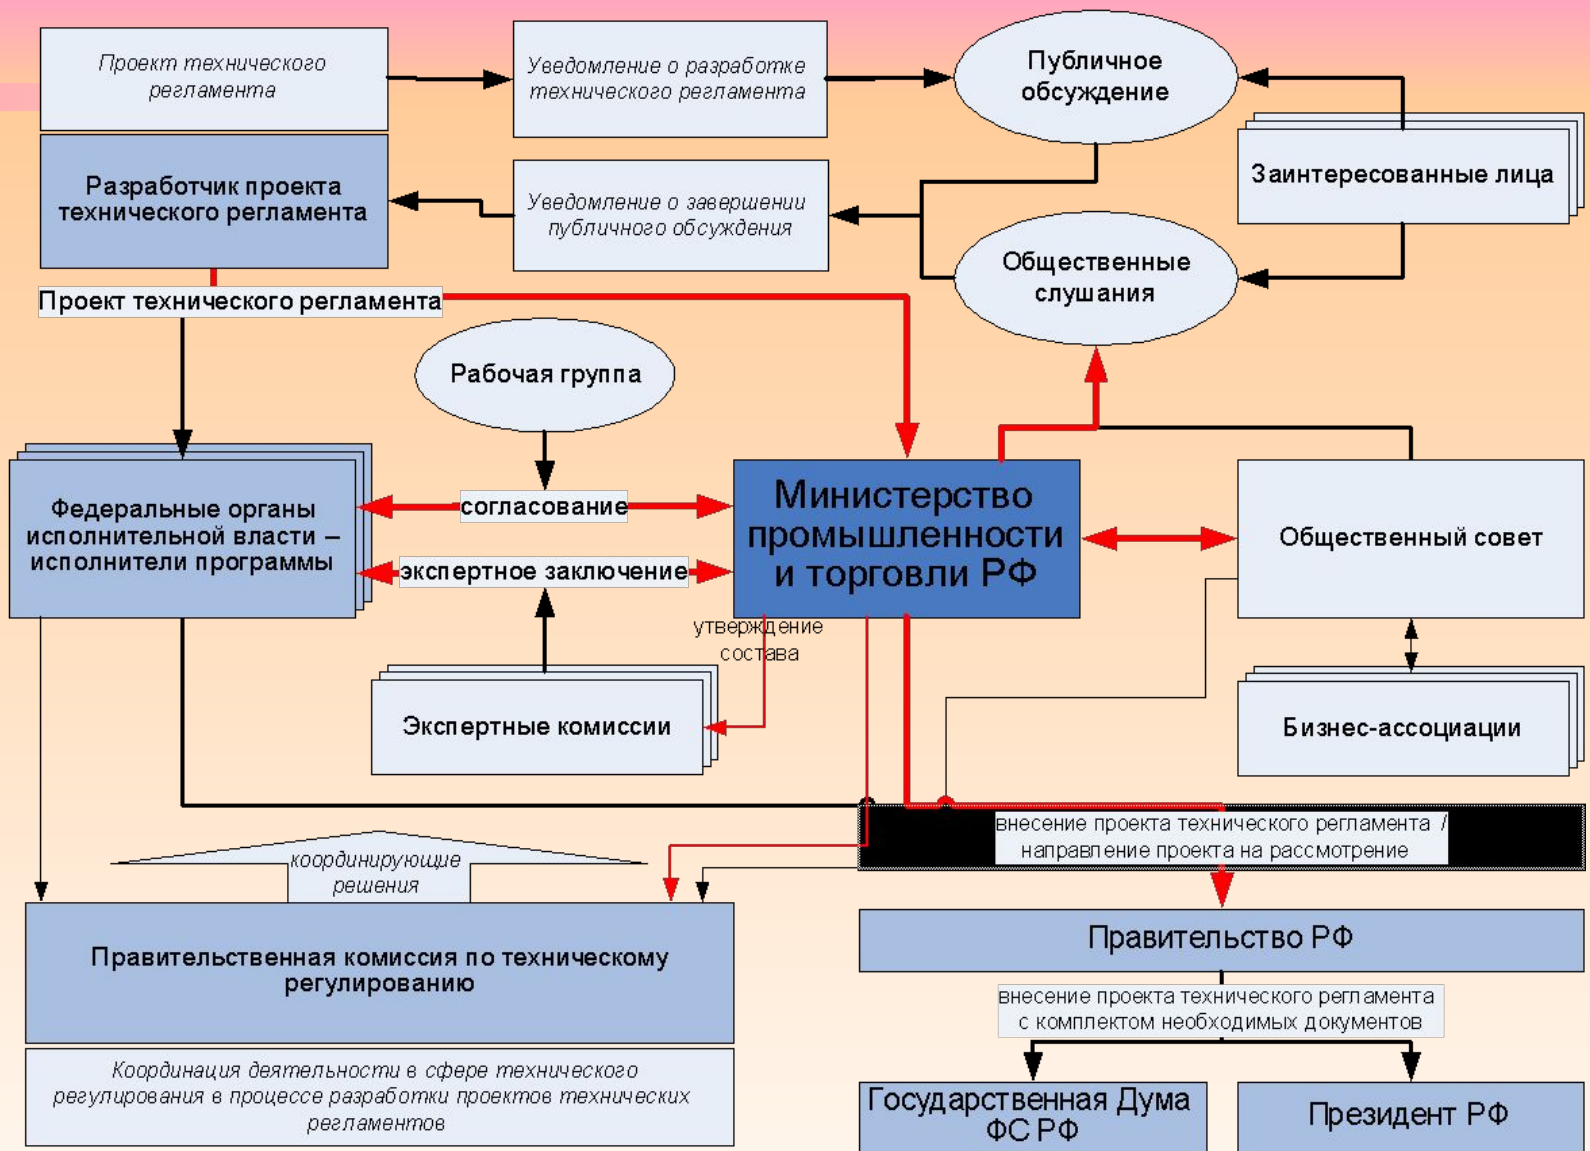 Проект технического
регламента
Уведомление о разработке
технического регламента
Публичное
обсуждение
Разработчик проекта
технического регламента
Уведомление о завершении
публичного обсуждения
Заинтересованные лица
Общественные
слушания
Проект технического регламента
Рабочая группа
Федеральные органы
исполнительной власти –
исполнители программы
согласование
экспертное заключение
Министерство
промышленности
и торговли РФ
Общественный совет
утверждение
состава
Экспертные комиссии
Бизнес-ассоциации
внесение проекта технического регламента /
направление проекта на рассмотрение
координирующие
решения
Правительственная комиссия по техническому
регулированию
Правительство РФ
внесение проекта технического регламента
с комплектом необходимых документов
Координация деятельности в сфере технического
регулирования в процессе разработки проектов технических
регламентов
Государственная Дума
ФС РФ
Президент РФ